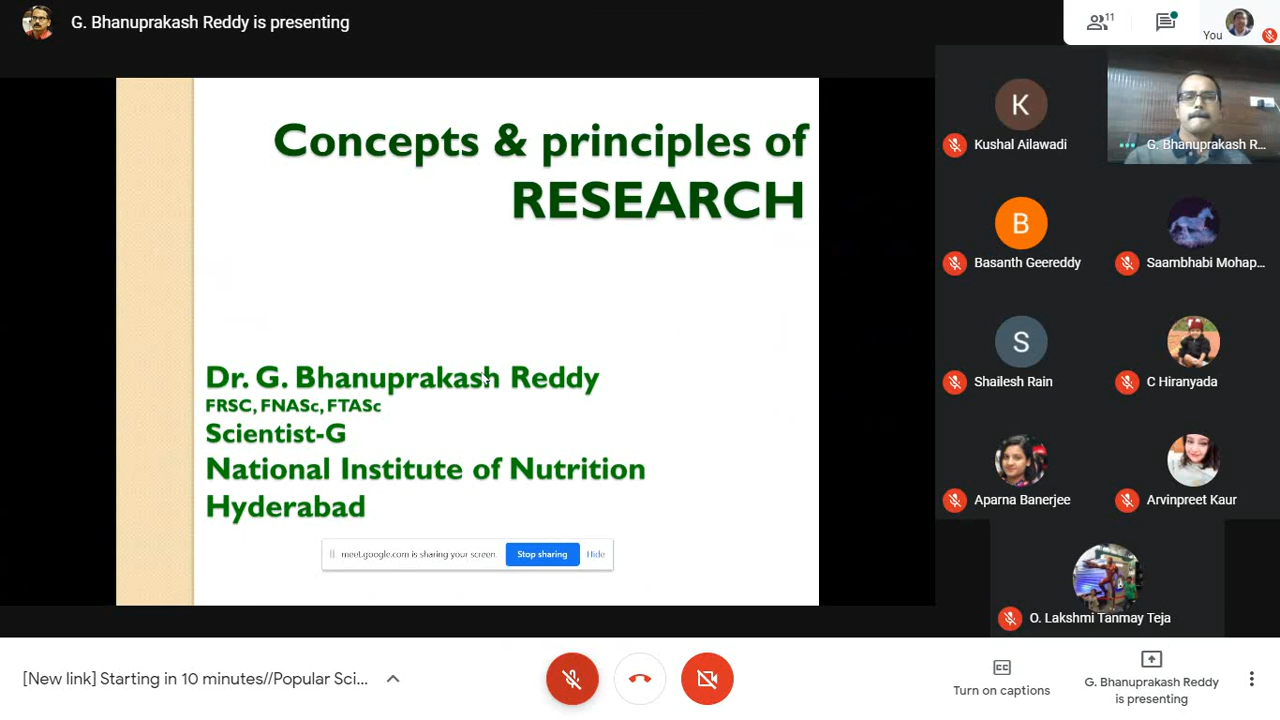 G. Bhanuprakash Reddy is presenting
11
You
Concepts & principles of
RESEARCH
Dr. G. Bhanuprakash Reddy
FRSC, FNASc, FTASc
Scientist-G
National Institute of Nutrition
Hyderabad
meet.google.com is sharing your screen.
Stop sharing
Hide
K
Kushal Ailawadi
G. Bhanuprakash R...
B
Basanth Geereddy
Saambhabi Mohap...
S
Shailesh Rain
C Hiranyada
Aparna Banerjee
Arvinpreet Kaur
O. Lakshmi Tanmay Teja
[New link] Starting in 10 minutes//Popular Sci...
Turn on captions
G. Bhanuprakash Reddy
is presenting